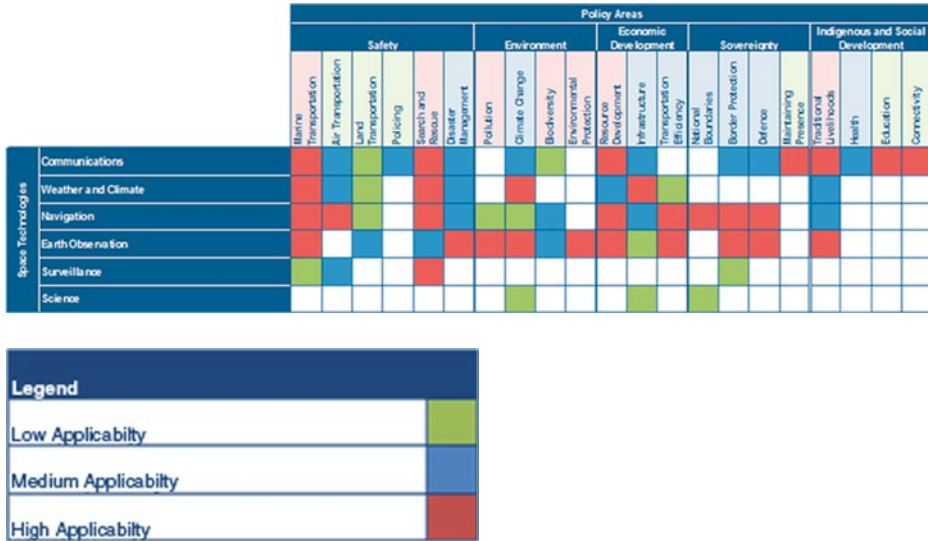 Policy Areas
Safety
Environment
Economic
Development
Sovereignty
Indigenous and Social
Development
Marine
Transportation
Air Transportation
Land
Transportation
Policing
Search and
Rescue
Disaster
Management
Pollution
Climate Change
Biodversity
Environmental
Protection
Resource
Development
Infrastructure
Transportation
Efficiency
National
Boundaries
Border Protection
Defence
Maintaining
Presence
Traditional
Livelihoods
Health
Education
Connectivity
Space Technologies
Communications
Weather and Climate
Navigation
Earth Observation
Surveillance
Science
Legend
Low Applicabilty
Medium Applicabilty
High Applicabilty